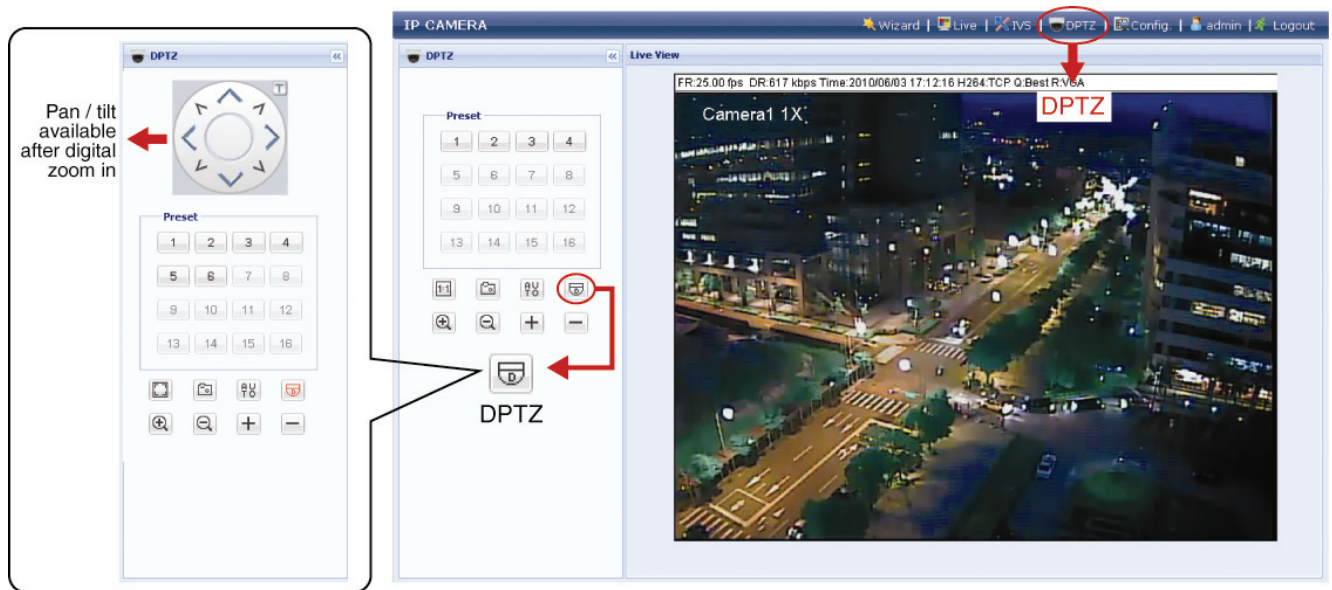 IP CAMERA
Wizard | Live | IVS | DPTZ | Config. | admin | Logout
DPTZ
Pan / tilt
available
after digital
zoom in
T
Preset
1 2 3 4
5 6 7 8
9 10 11 12
13 14 15 16
AU
TO
D
DPTZ
Preset
1 2 3 4
5 6 7 8
9 10 11 12
13 14 15 16
1:1
AU
TO
D
D
DPTZ
Live View
FR:25.00 fps DR:617 kbps Time:2010/06/03 17:12:16 H264:TCP Q:Best R:VGA
Camera1 1X
DPTZ